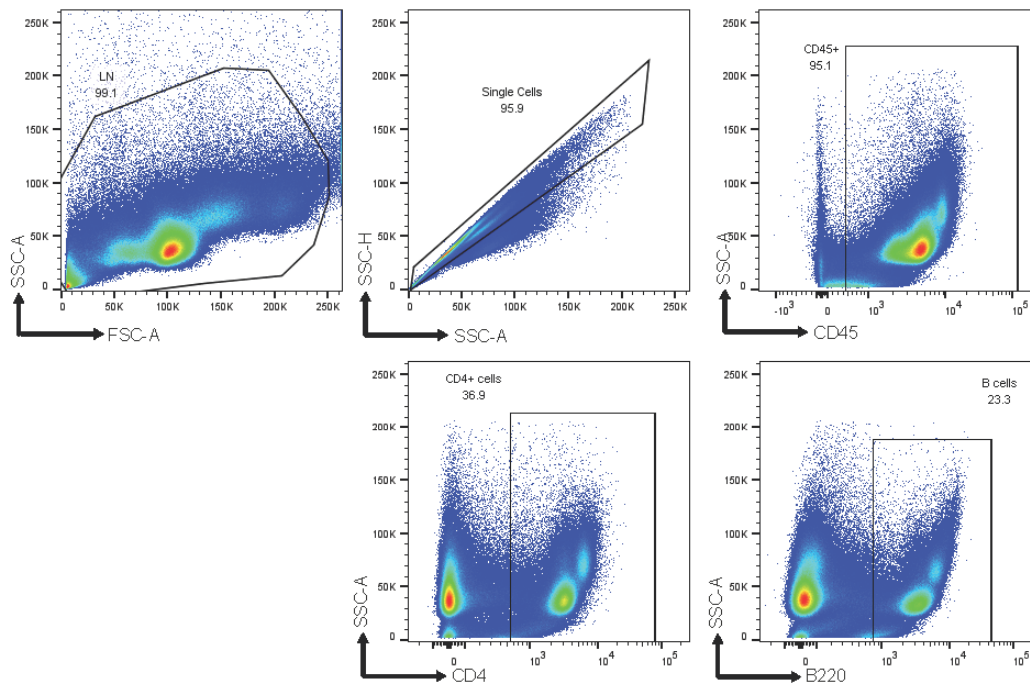 250K
200K
150K
100K
50K
0
SSC-A
LN
99.1
0
50K
100K
150K
200K
250K
FSC-A
250K
200K
150K
100K
50K
0
SSC-H
Single Cells
95.9
0
50K
100K
150K
200K
250K
SSC-A
250K
200K
150K
100K
50K
0
SSC-A
CD45+
95.1
-10³
0
10³
10⁴
10⁵
CD45
250K
200K
150K
100K
50K
0
SSC-A
CD4+ cells
36.9
0
10³
10⁴
10⁵
CD4
250K
200K
150K
100K
50K
0
SSC-A
B cells
23.3
0
10³
10⁴
10⁵
B220